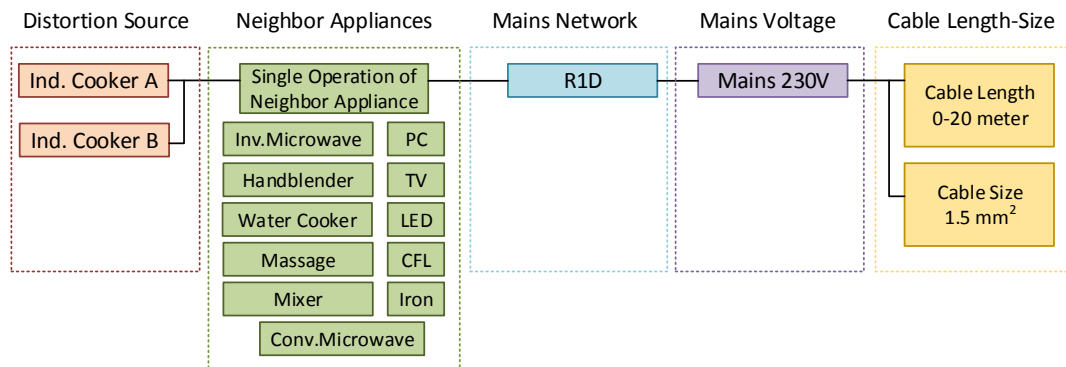 Distortion Source
Neighbor Appliances
Mains Network
Mains Voltage
Cable Length-Size
Ind. Cooker A
Ind. Cooker B
Single Operation of
Neighbor Appliance
Inv.Microwave
PC
Handblender
TV
Water Cooker
LED
Massage
CFL
Mixer
Iron
Conv.Microwave
R1D
Mains 230V
Cable Length
0-20 meter
Cable Size
1.5 mm²